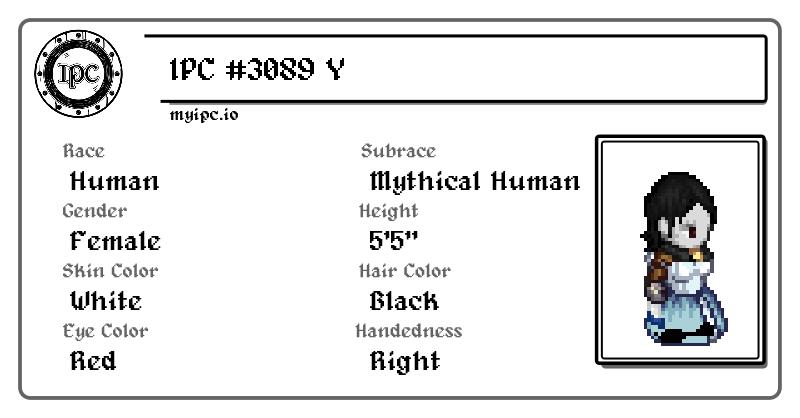 IPC
IPC #3089 Y
myipc.io
Race
Human
Subrace
Mythical Human
Gender
Female
Height
5'5"
Skin Color
White
Hair Color
Black
Eye Color
Red
Handedness
Right